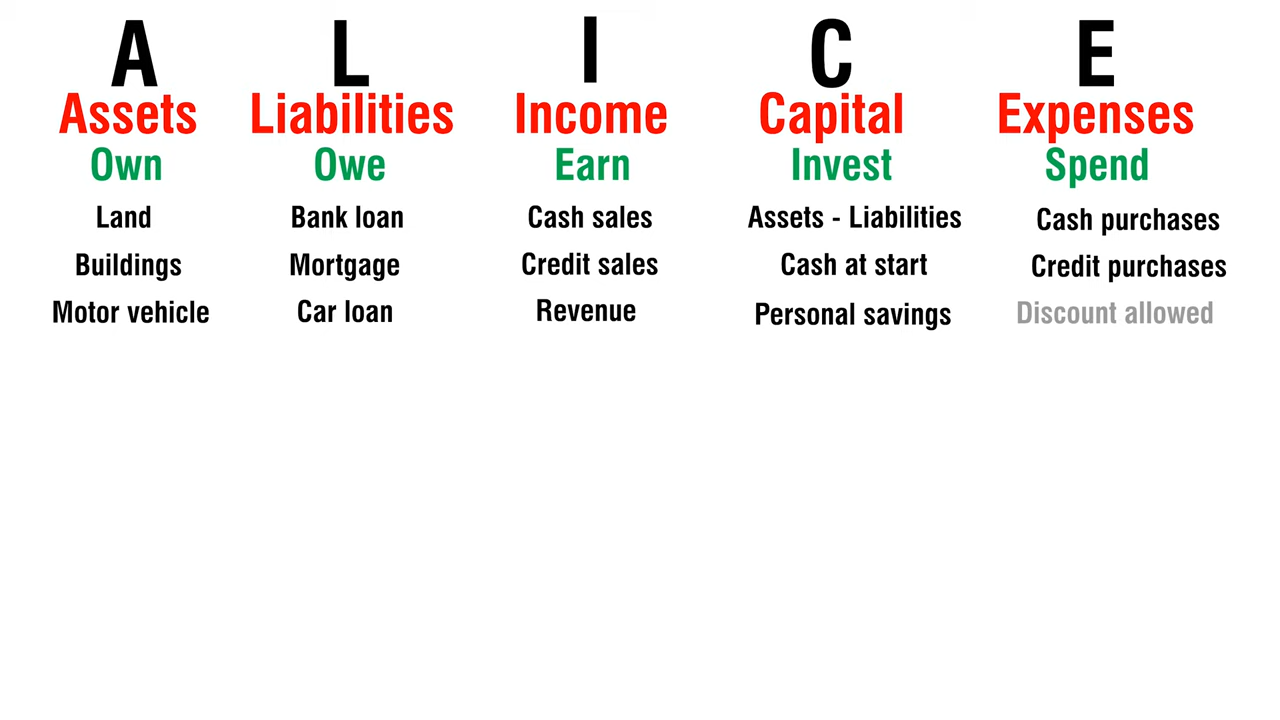 A L I C E
Assets Liabilities Income Capital Expenses
Own Owe Earn Invest Spend
Land Bank loan Cash sales Assets - Liabilities Cash purchases
Buildings Mortgage Credit sales Cash at start Credit purchases
Motor vehicle Car loan Revenue Personal savings Discount allowed